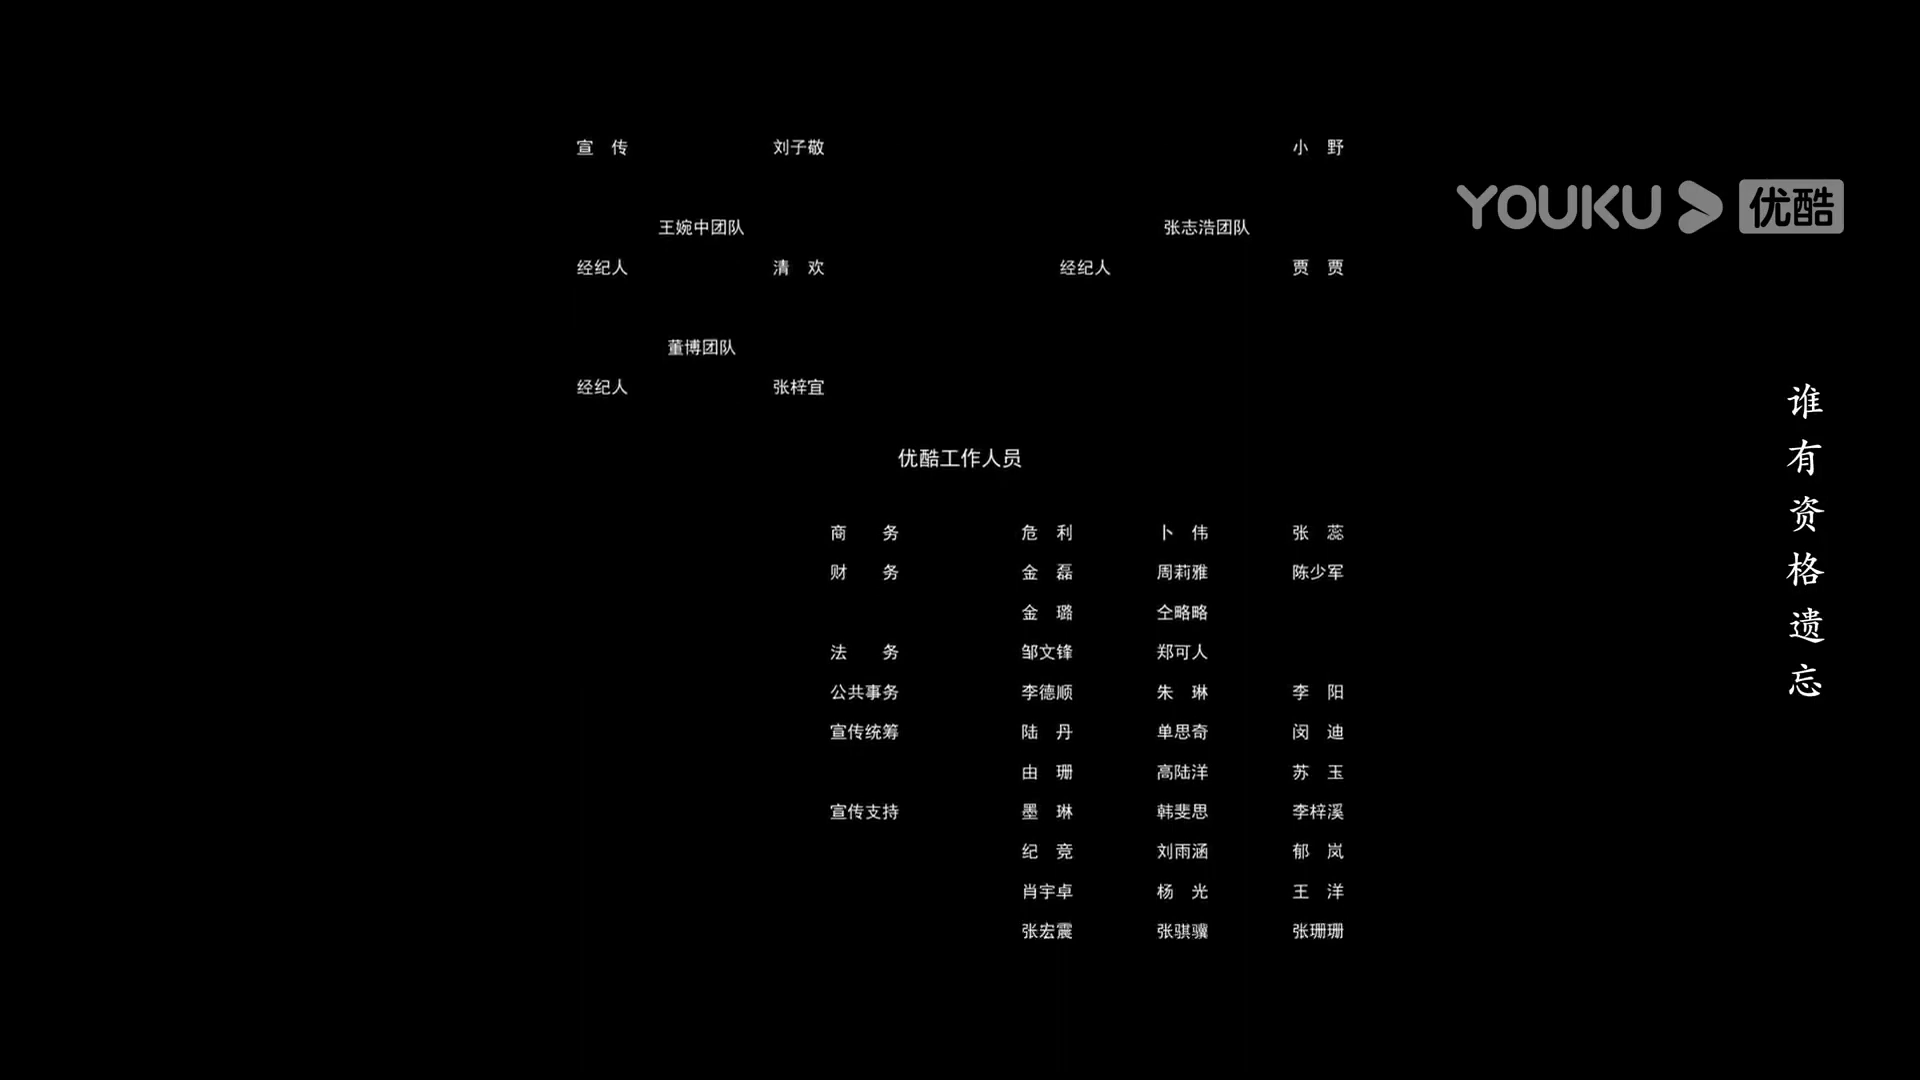 宣 传 刘子敬 小 野
YOUKU 优酷
王婉中团队 张志浩团队
经纪人 清 欢 经纪人 贾 贾
董博团队
经纪人 张梓宜
优酷工作人员
商 务 危 利 卜 伟 张 蕊
财 务 金 磊 周莉雅 陈少军
金 璐 仝略略
法 务 邹文锋 郑可人
公共事务 李德顺 朱 琳 李 阳
宣传统筹 陆 丹 单思奇 闵 迪
由 珊 高陆洋 苏 玉
宣传支持 墨 琳 韩斐思 李梓溪
纪 竞 刘雨涵 郁 岚
肖宇卓 杨 光 王 洋
张宏震 张骐骥 张珊珊
谁有资格遗忘